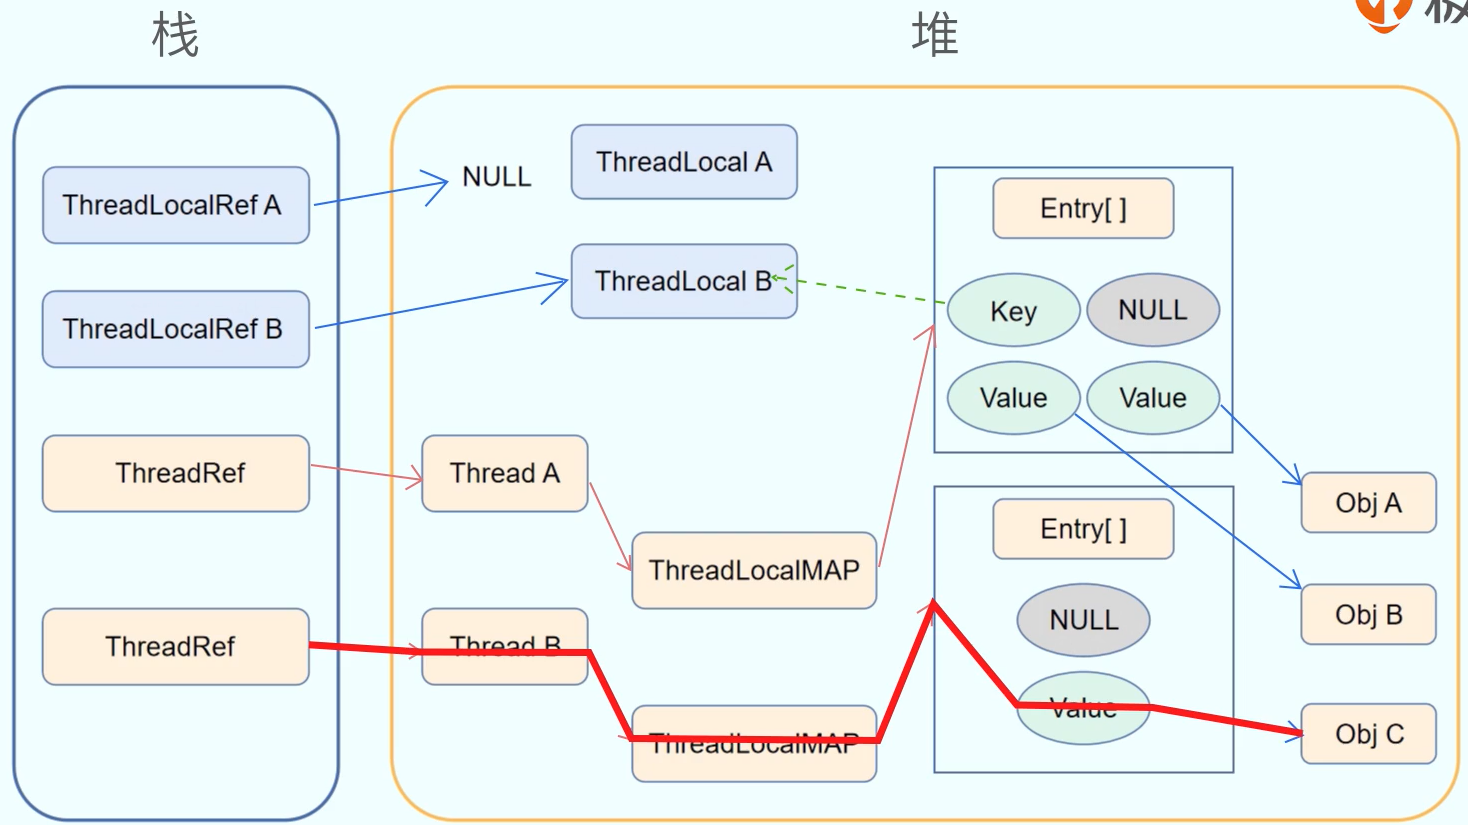 栈
堆
ThreadLocalRef A
NULL
ThreadLocal A
Entry[ ]
ThreadLocalRef B
ThreadLocal B
Key
NULL
Value
Value
ThreadRef
Thread A
ThreadLocalMAP
Obj A
Entry[ ]
Obj B
ThreadRef
Thread B
NULL
ThreadLocalMAP
Value
Obj C